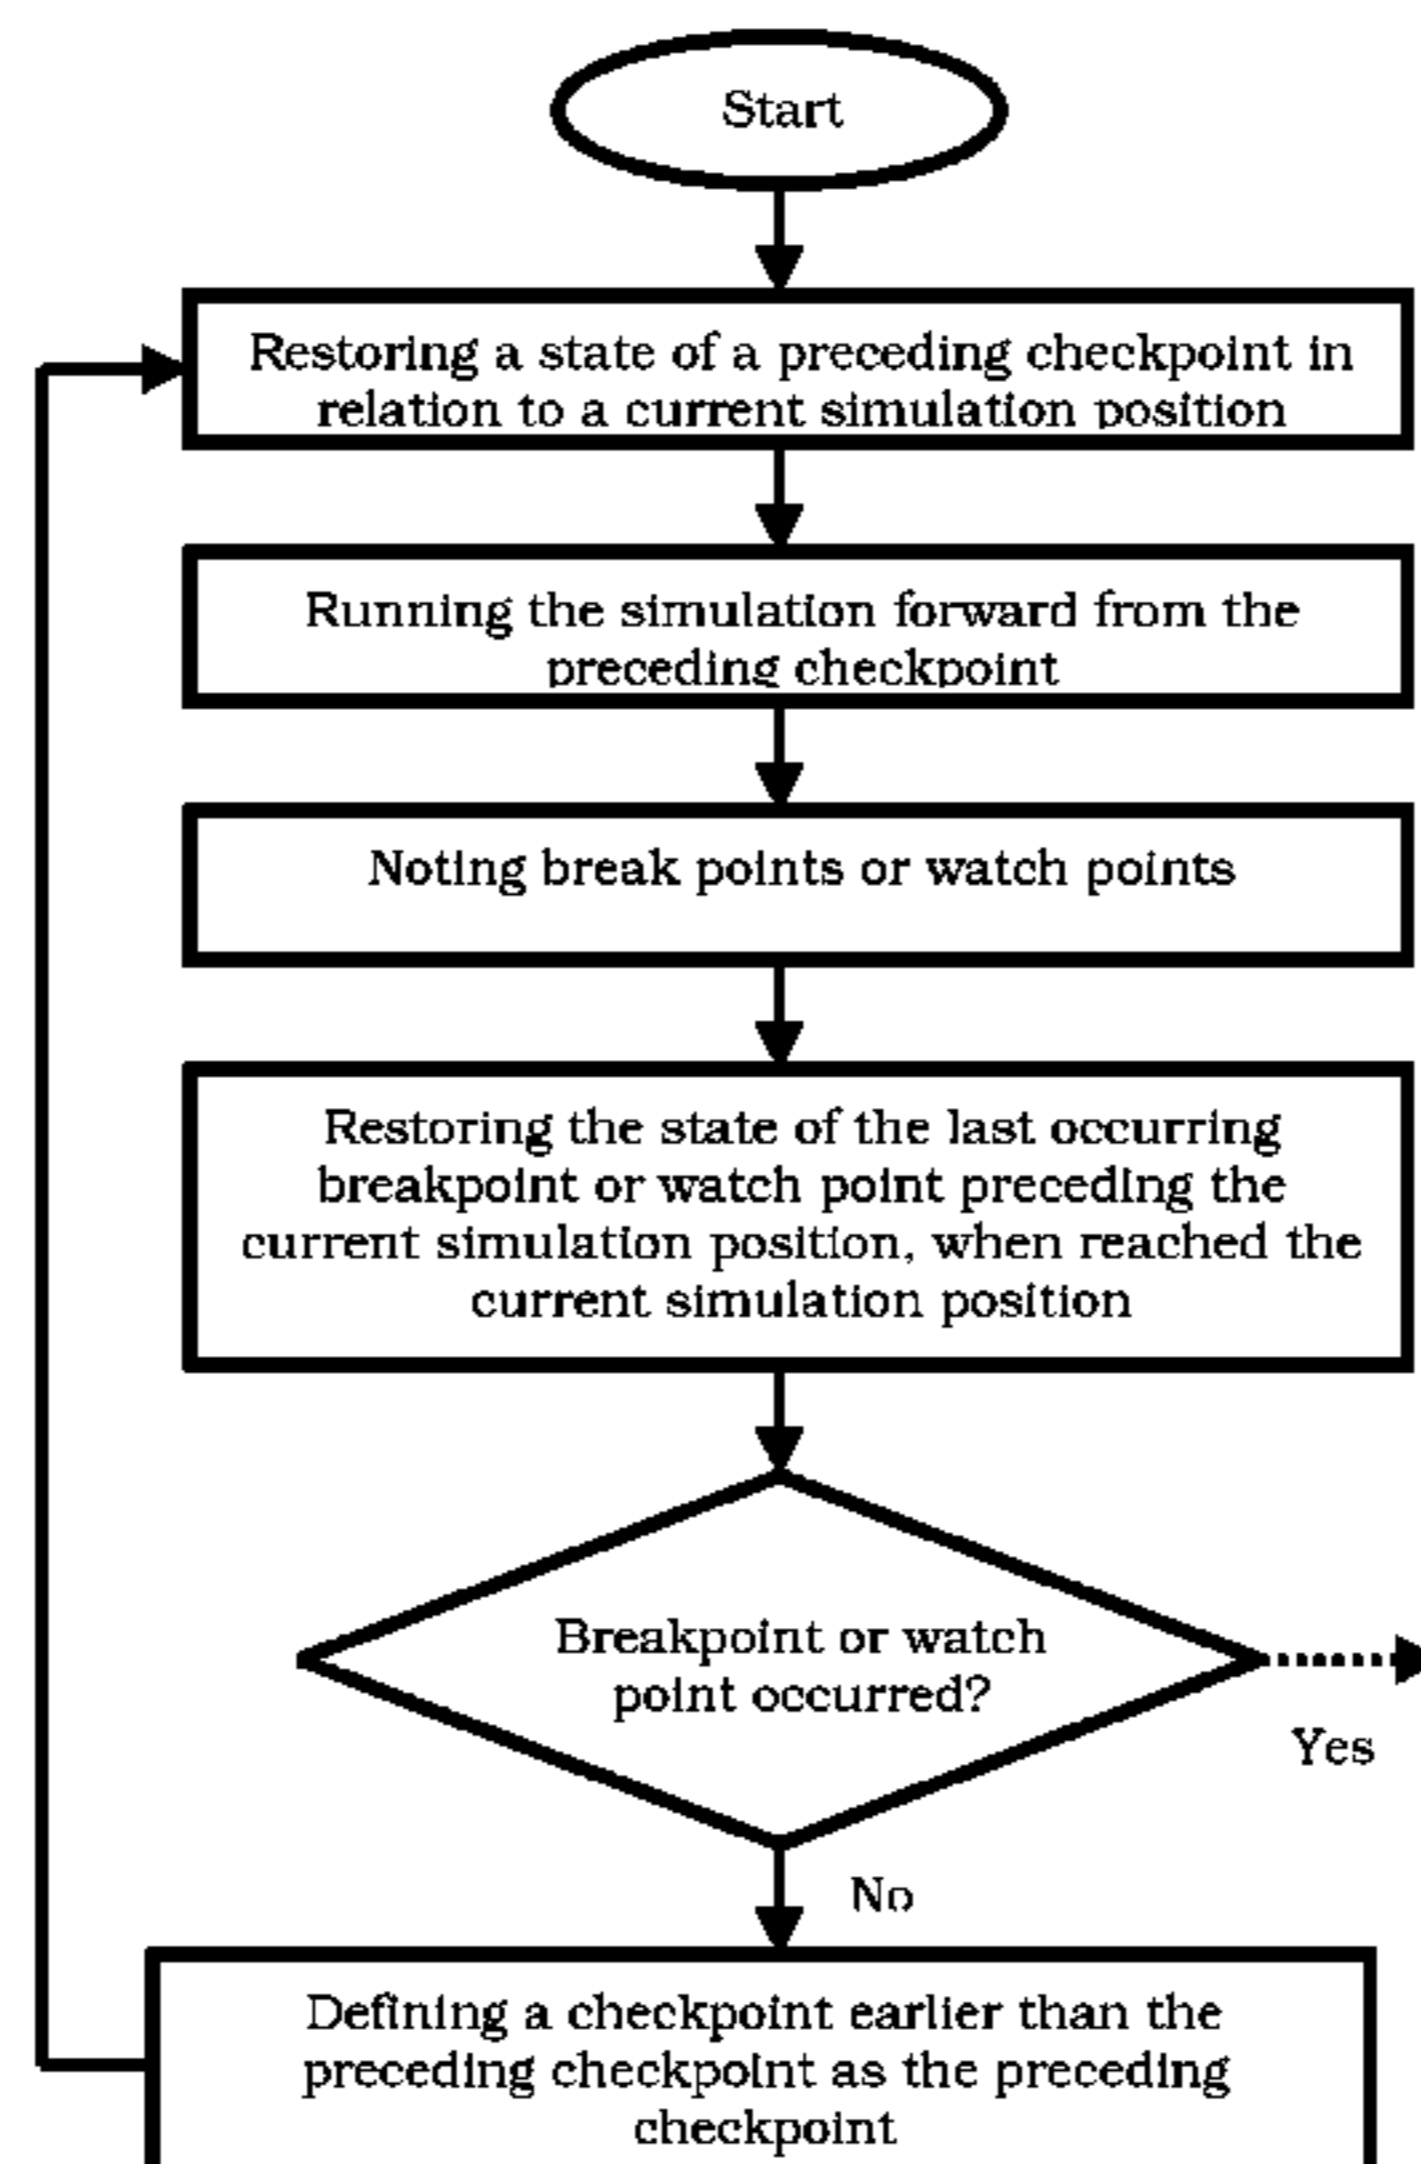 Start
Restoring a state of a preceding checkpoint in
relation to a current simulation position
Running the simulation forward from the
preceding checkpoint
Noting break points or watch points
Restoring the state of the last occurring
breakpoint or watch point preceding the
current simulation position, when reached the
current simulation position
Breakpoint or watch
point occurred?
Yes
No
Defining a checkpoint earlier than the
preceding checkpoint as the preceding
checkpoint